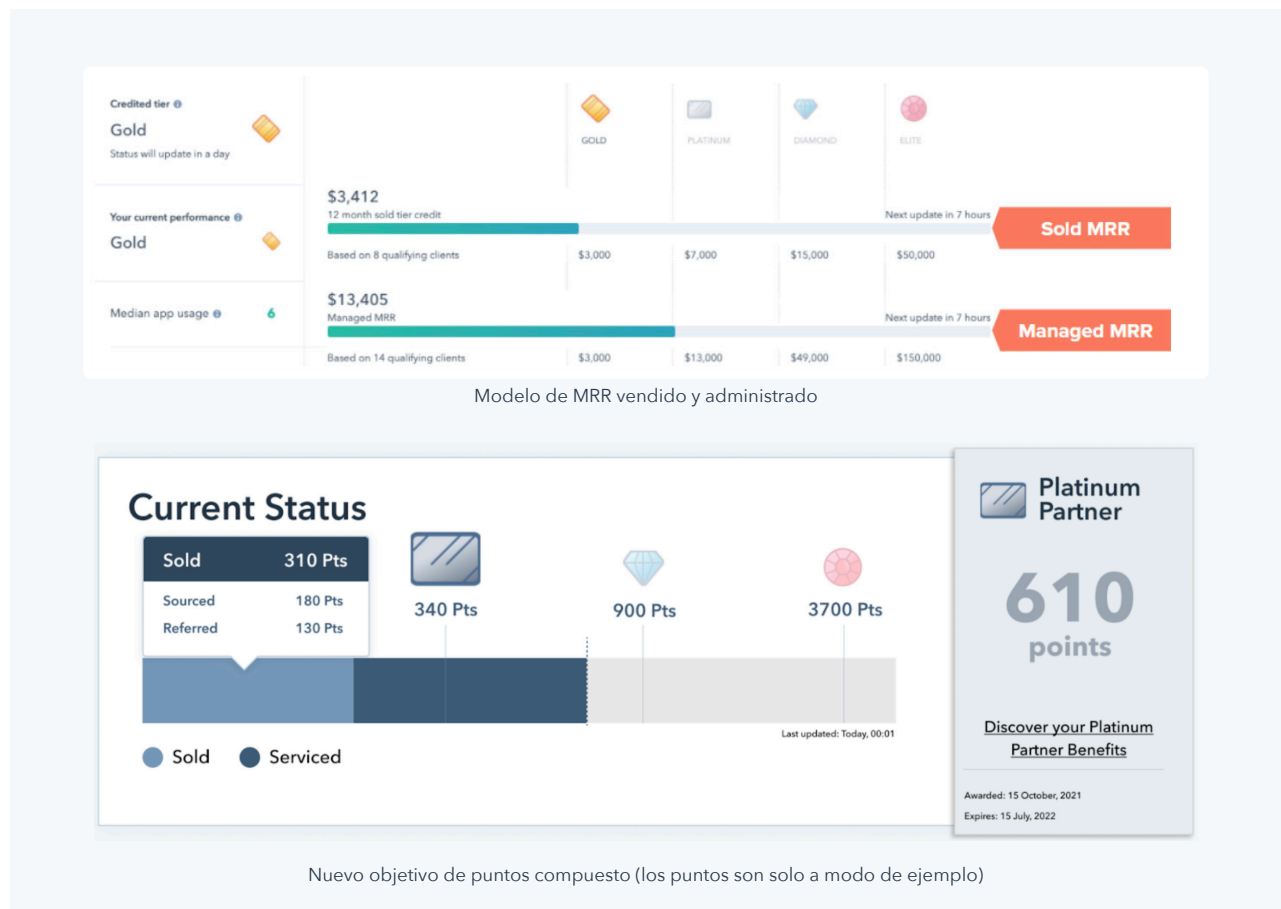 Credited tier
Gold
Status will update in a day
GOLD
PLATINUM
DIAMOND
ELITE
Your current performance
Gold
$3,412
12 month sold tier credit
Next update in 7 hours
Sold MRR
Based on 8 qualifying clients
$3,000
$7,000
$15,000
$50,000
Median app usage
6
$13,405
Managed MRR
Next update in 7 hours
Managed MRR
Based on 14 qualifying clients
$3,000
$13,000
$49,000
$150,000
Modelo de MRR vendido y administrado
Current Status
Sold 310 Pts
Sourced 180 Pts
Referred 130 Pts
340 Pts
900 Pts
3700 Pts
Last updated: Today, 00:01
Sold
Serviced
Platinum
Partner
610
points
Discover your Platinum
Partner Benefits
Awarded: 15 October, 2021
Expires: 15 July, 2022
Nuevo objetivo de puntos compuesto (los puntos son solo a modo de ejemplo)